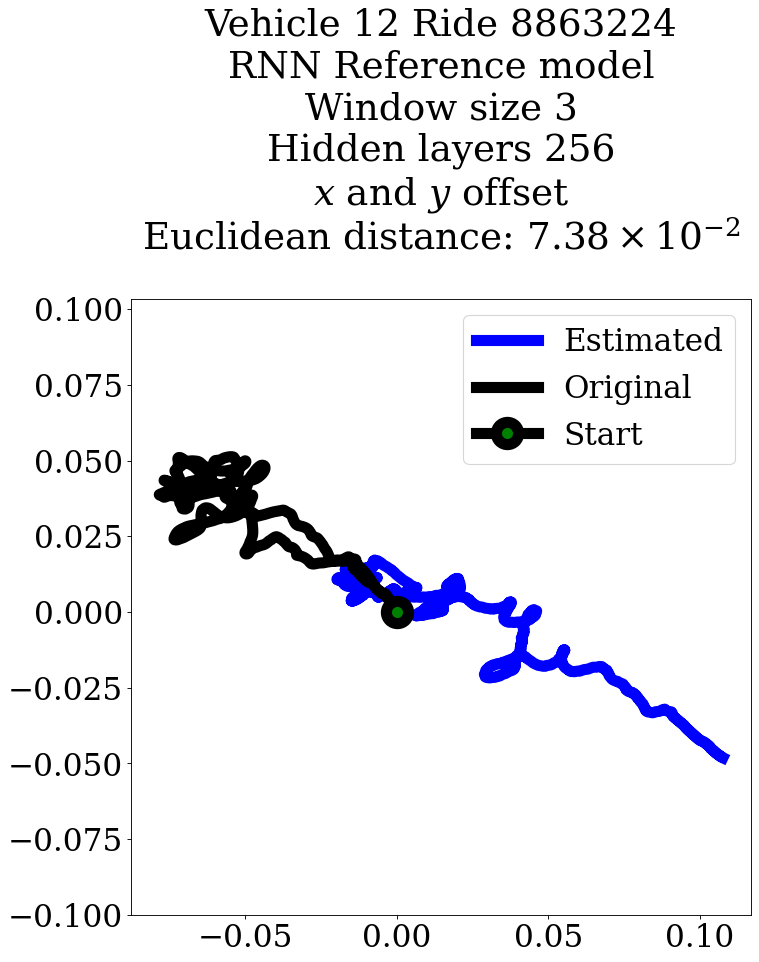 Vehicle 12 Ride 8863224
RNN Reference model
Window size 3
Hidden layers 256
x and y offset
Euclidean distance: 7.38 × 10⁻²
0.100
0.075
0.050
0.025
0.000
−0.025
−0.050
−0.075
−0.100
Estimated
Original
Start
−0.05
0.00
0.05
0.10